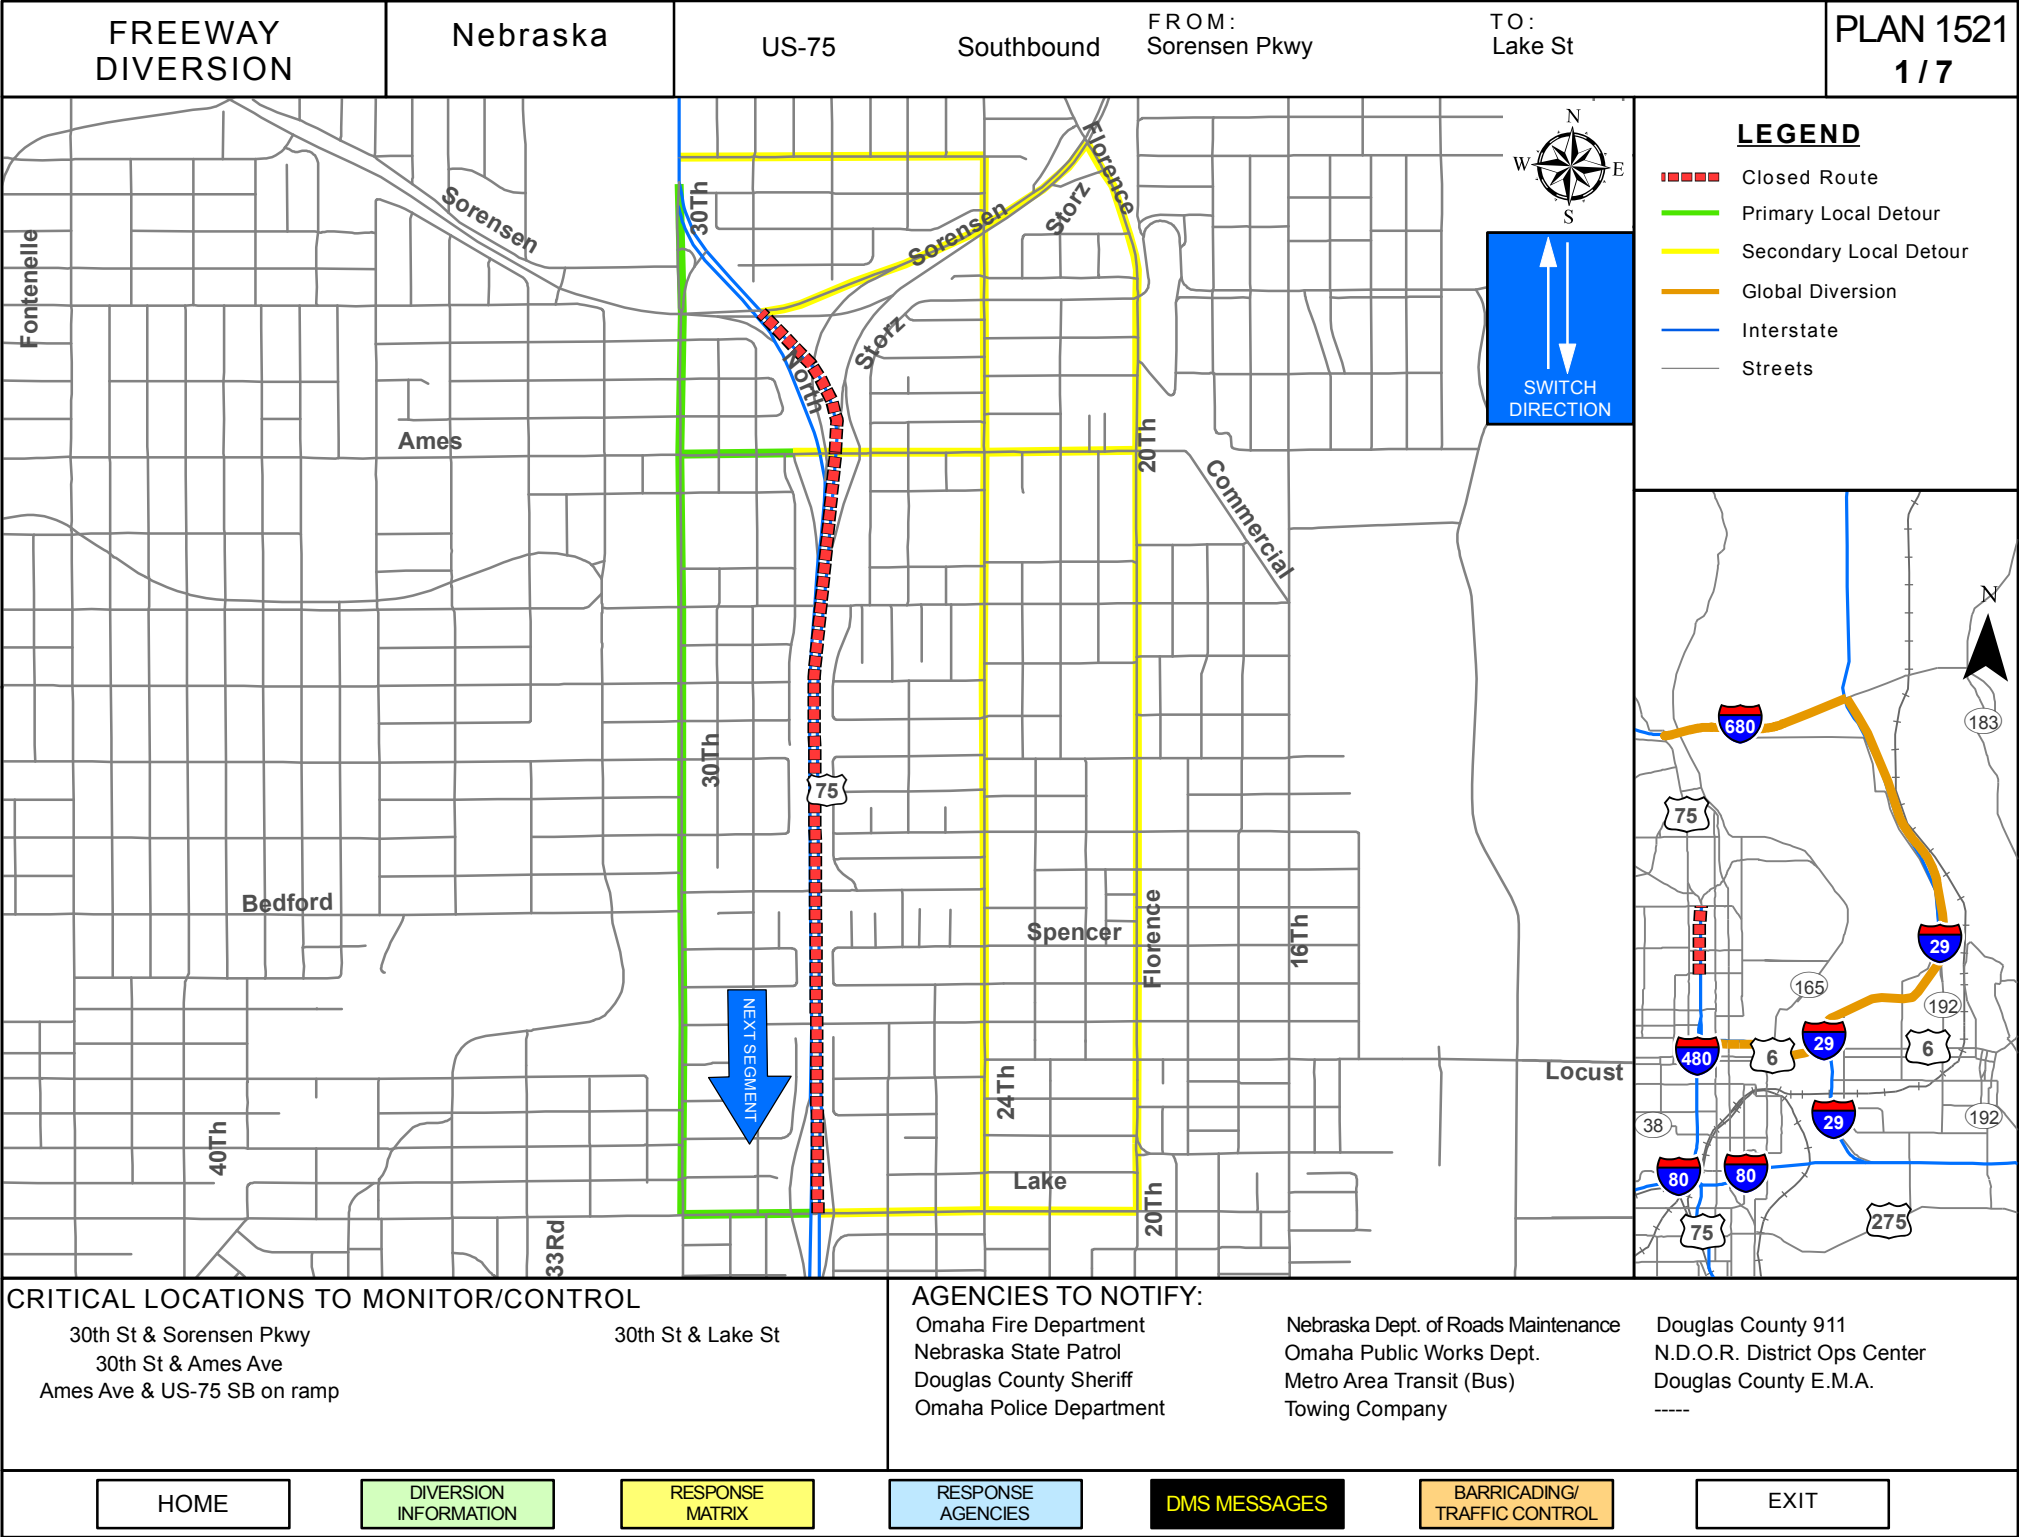 FREEWAY
DIVERSION
Nebraska
US-75
Southbound
FROM:
Sorensen Pkwy
TO:
Lake St
PLAN 1521
1 / 7
Fontenelle
Sorensen
30Th
Sorensen
Storz
Florence
N
W
E
S
SWITCH
DIRECTION
North
Storz
Ames
20Th
Commercial
30Th
75
Bedford
Spencer
Florence
16Th
NEXT SEGMENT
24Th
Locust
40Th
Lake
20Th
33Rd
LEGEND
Closed Route
Primary Local Detour
Secondary Local Detour
Global Diversion
Interstate
Streets
N
680
183
75
29
165
192
29
480
6
6
29
38
192
80
80
75
275
CRITICAL LOCATIONS TO MONITOR/CONTROL
30th St & Sorensen Pkwy
30th St & Lake St
30th St & Ames Ave
Ames Ave & US-75 SB on ramp
AGENCIES TO NOTIFY:
Omaha Fire Department
Nebraska State Patrol
Douglas County Sheriff
Omaha Police Department
Nebraska Dept. of Roads Maintenance
Omaha Public Works Dept.
Metro Area Transit (Bus)
Towing Company
Douglas County 911
N.D.O.R. District Ops Center
Douglas County E.M.A.
-----
HOME
DIVERSION
INFORMATION
RESPONSE
MATRIX
RESPONSE
AGENCIES
DMS MESSAGES
BARRICADING/
TRAFFIC CONTROL
EXIT